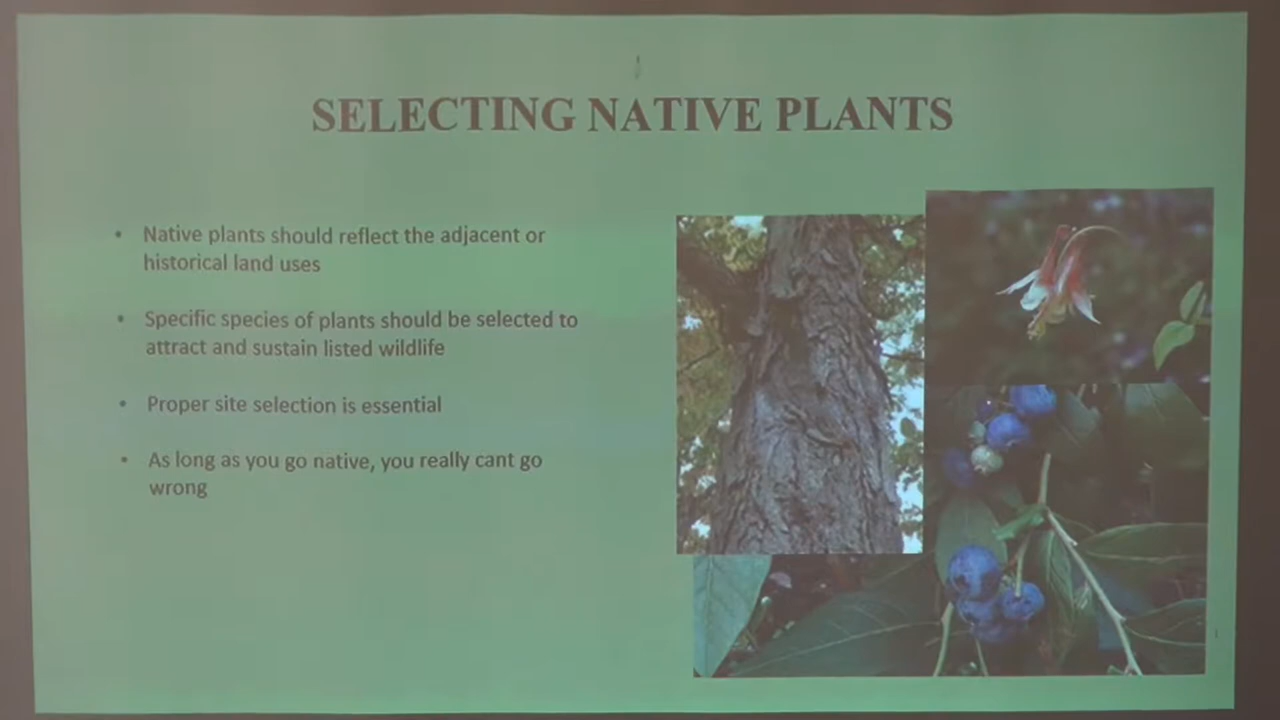 SELECTING NATIVE PLANTS
• Native plants should reflect the adjacent or
historical land uses
• Specific species of plants should be selected to
attract and sustain listed wildlife
• Proper site selection is essential
• As long as you go native, you really cant go
wrong